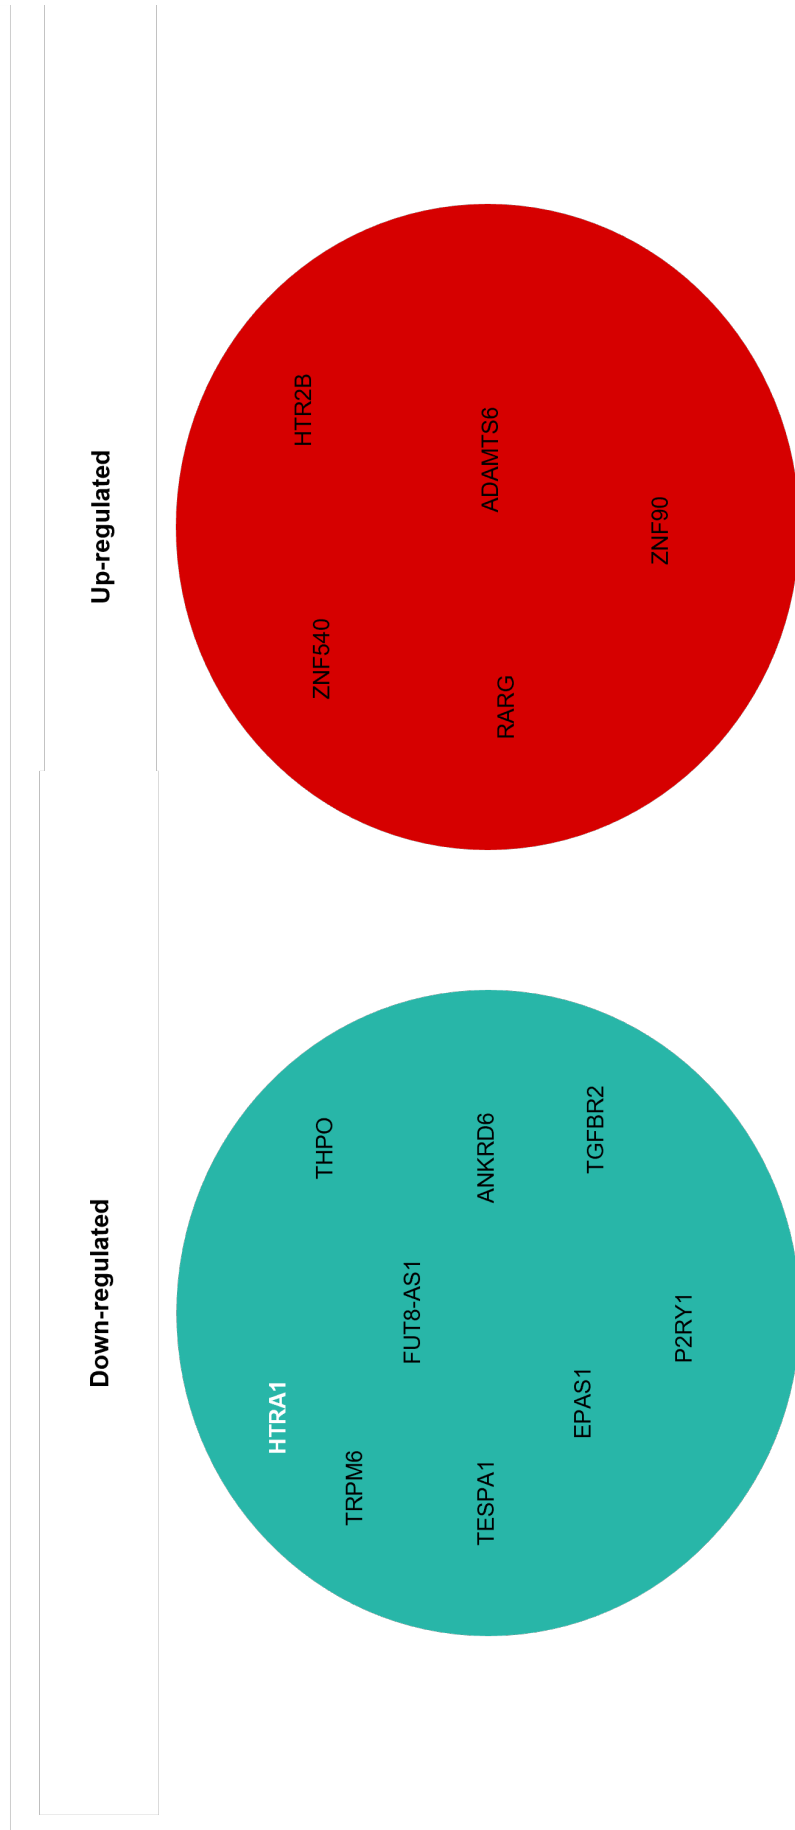 Down-regulated
Up-regulated
HTRA1
TRPM6
THPO
FUT8-AS1
TESPA1
ANKRD6
EPAS1
TGFBR2
P2RY1
HTR2B
ZNF540
ADAMTS6
RARG
ZNF90